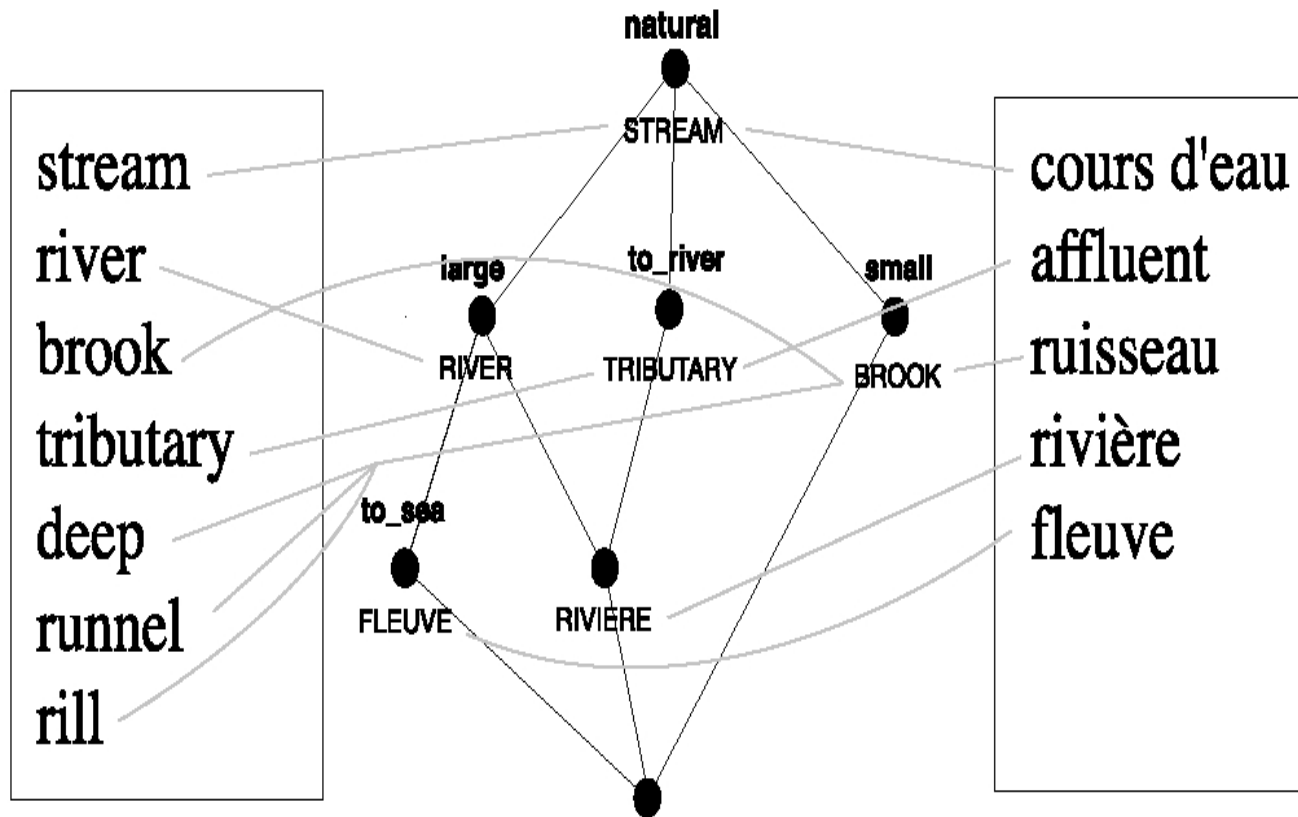 natural
STREAM
stream
cours d'eau
river
large
to_river
small
affluent
brook
RIVER
TRIBUTARY
BROOK
ruisseau
tributary
rivière
deep
to_sea
fleuve
runnel
FLEUVE
RIVIERE
rill